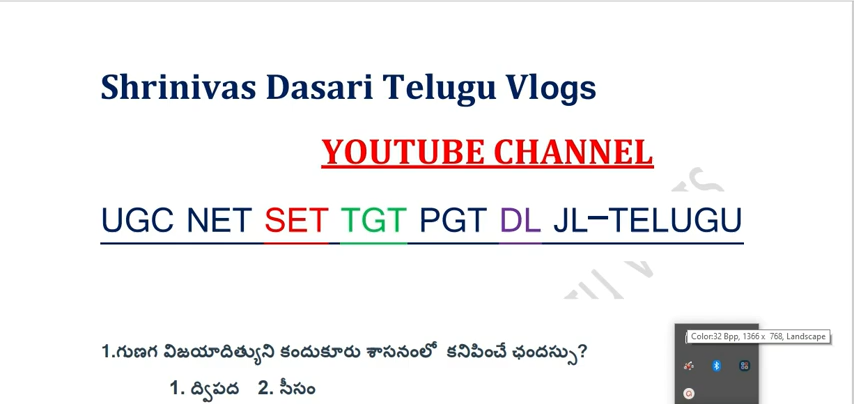 Shrinivas Dasari Telugu Vlogs
YOUTUBE CHANNEL
UGC NET SET TGT PGT DL JL–TELUGU
1.గుణగ విజయాదిత్యుని కందుకూరు శాసనంలో కనిపించే ఛందస్సు?
1. ద్విపద 2. సీసం
Color:32 Bpp, 1366 x 768, Landscape